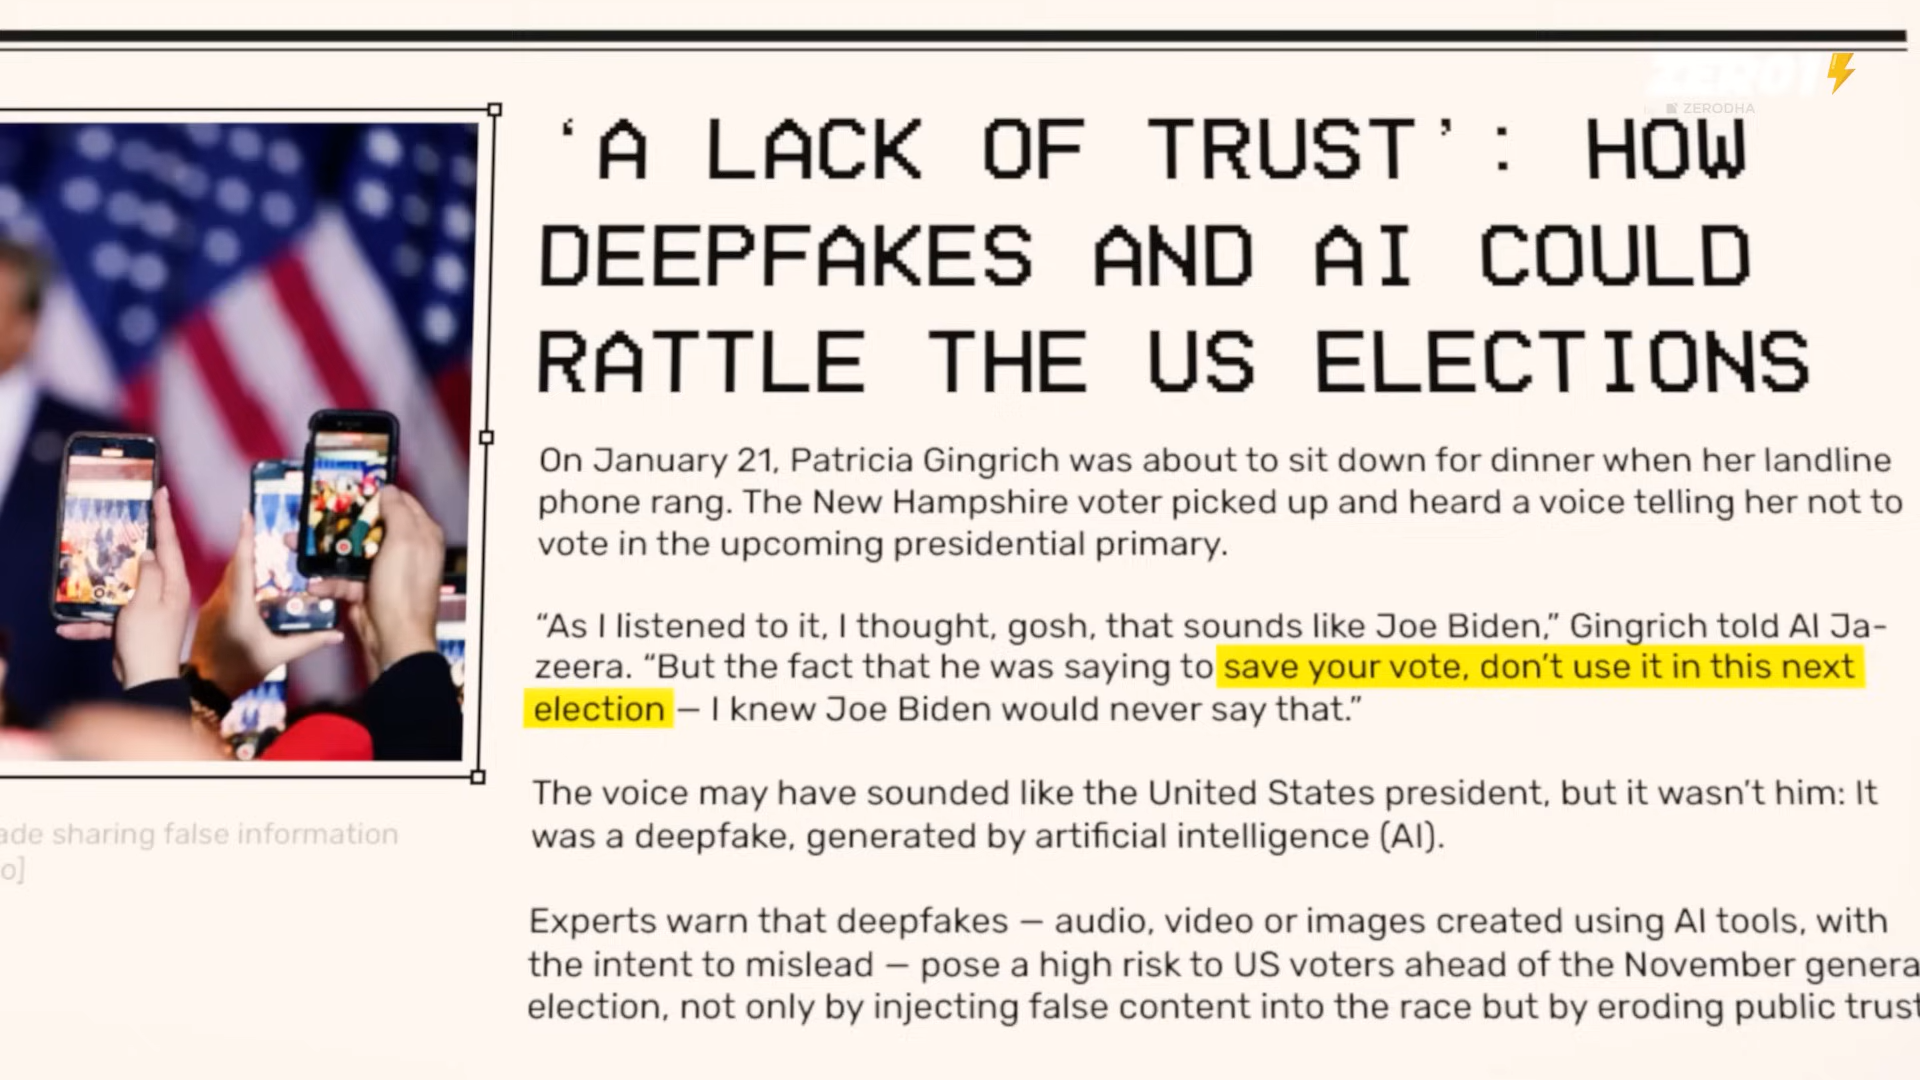 ZERO1
ZERODHA
‘A LACK OF TRUST’: HOW
DEEPFAKES AND AI COULD
RATTLE THE US ELECTIONS
On January 21, Patricia Gingrich was about to sit down for dinner when her landline
phone rang. The New Hampshire voter picked up and heard a voice telling her not to
vote in the upcoming presidential primary.
“As I listened to it, I thought, gosh, that sounds like Joe Biden,” Gingrich told Al Ja-
zeera. “But the fact that he was saying to save your vote, don’t use it in this next
election — I knew Joe Biden would never say that.”
The voice may have sounded like the United States president, but it wasn’t him: It
was a deepfake, generated by artificial intelligence (AI).
Experts warn that deepfakes — audio, video or images created using AI tools, with
the intent to mislead — pose a high risk to US voters ahead of the November genera
election, not only by injecting false content into the race but by eroding public trust
ade sharing false information
o]